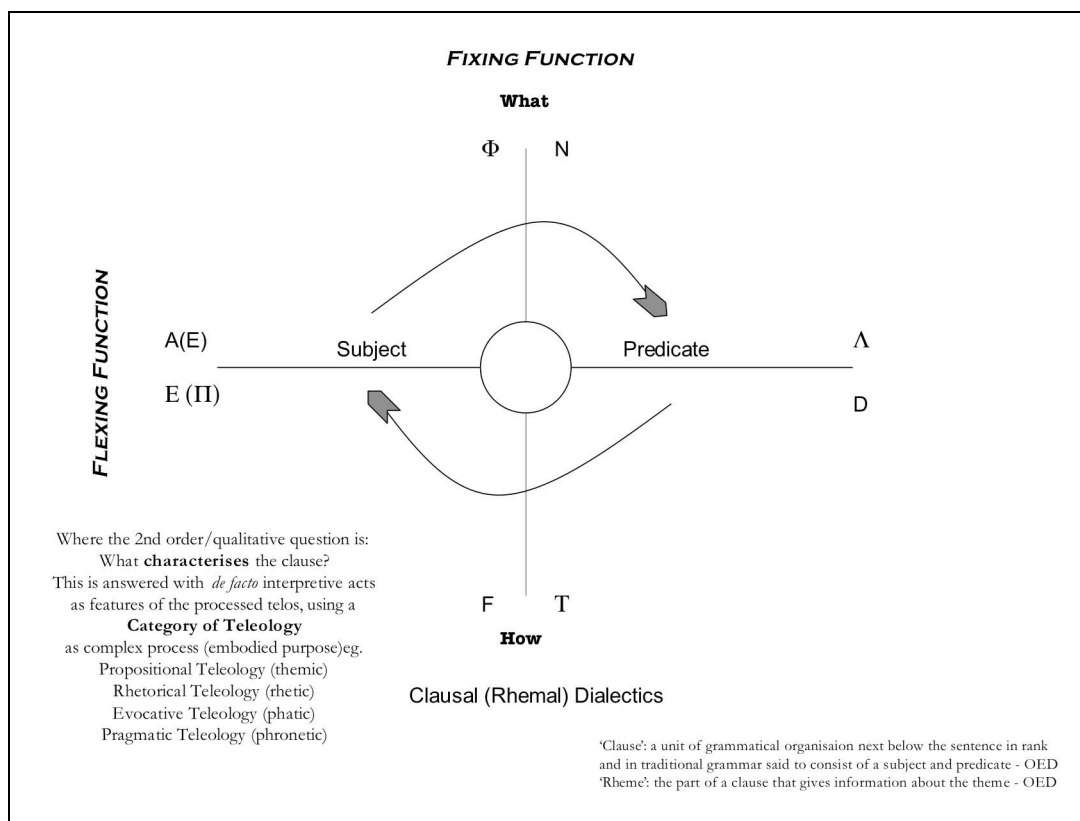 FIXING FUNCTION
What
Φ N
FLEXING FUNCTION
A(E) Subject Predicate Λ
E (Π) D
Where the 2nd order/qualitative question is:
What characterises the clause?
This is answered with de facto interpretive acts
as features of the processed telos, using a
Category of Teleology
as complex process (embodied purpose)eg.
Propositional Teleology (themic)
Rhetorical Teleology (rhetic)
Evocative Teleology (phatic)
Pragmatic Teleology (phronetic)
F T
How
Clausal (Rhemal) Dialectics
‘Clause’: a unit of grammatical organisaion next below the sentence in rank
and in traditional grammar said to consist of a subject and predicate - OED
‘Rheme’: the part of a clause that gives information about the theme - OED